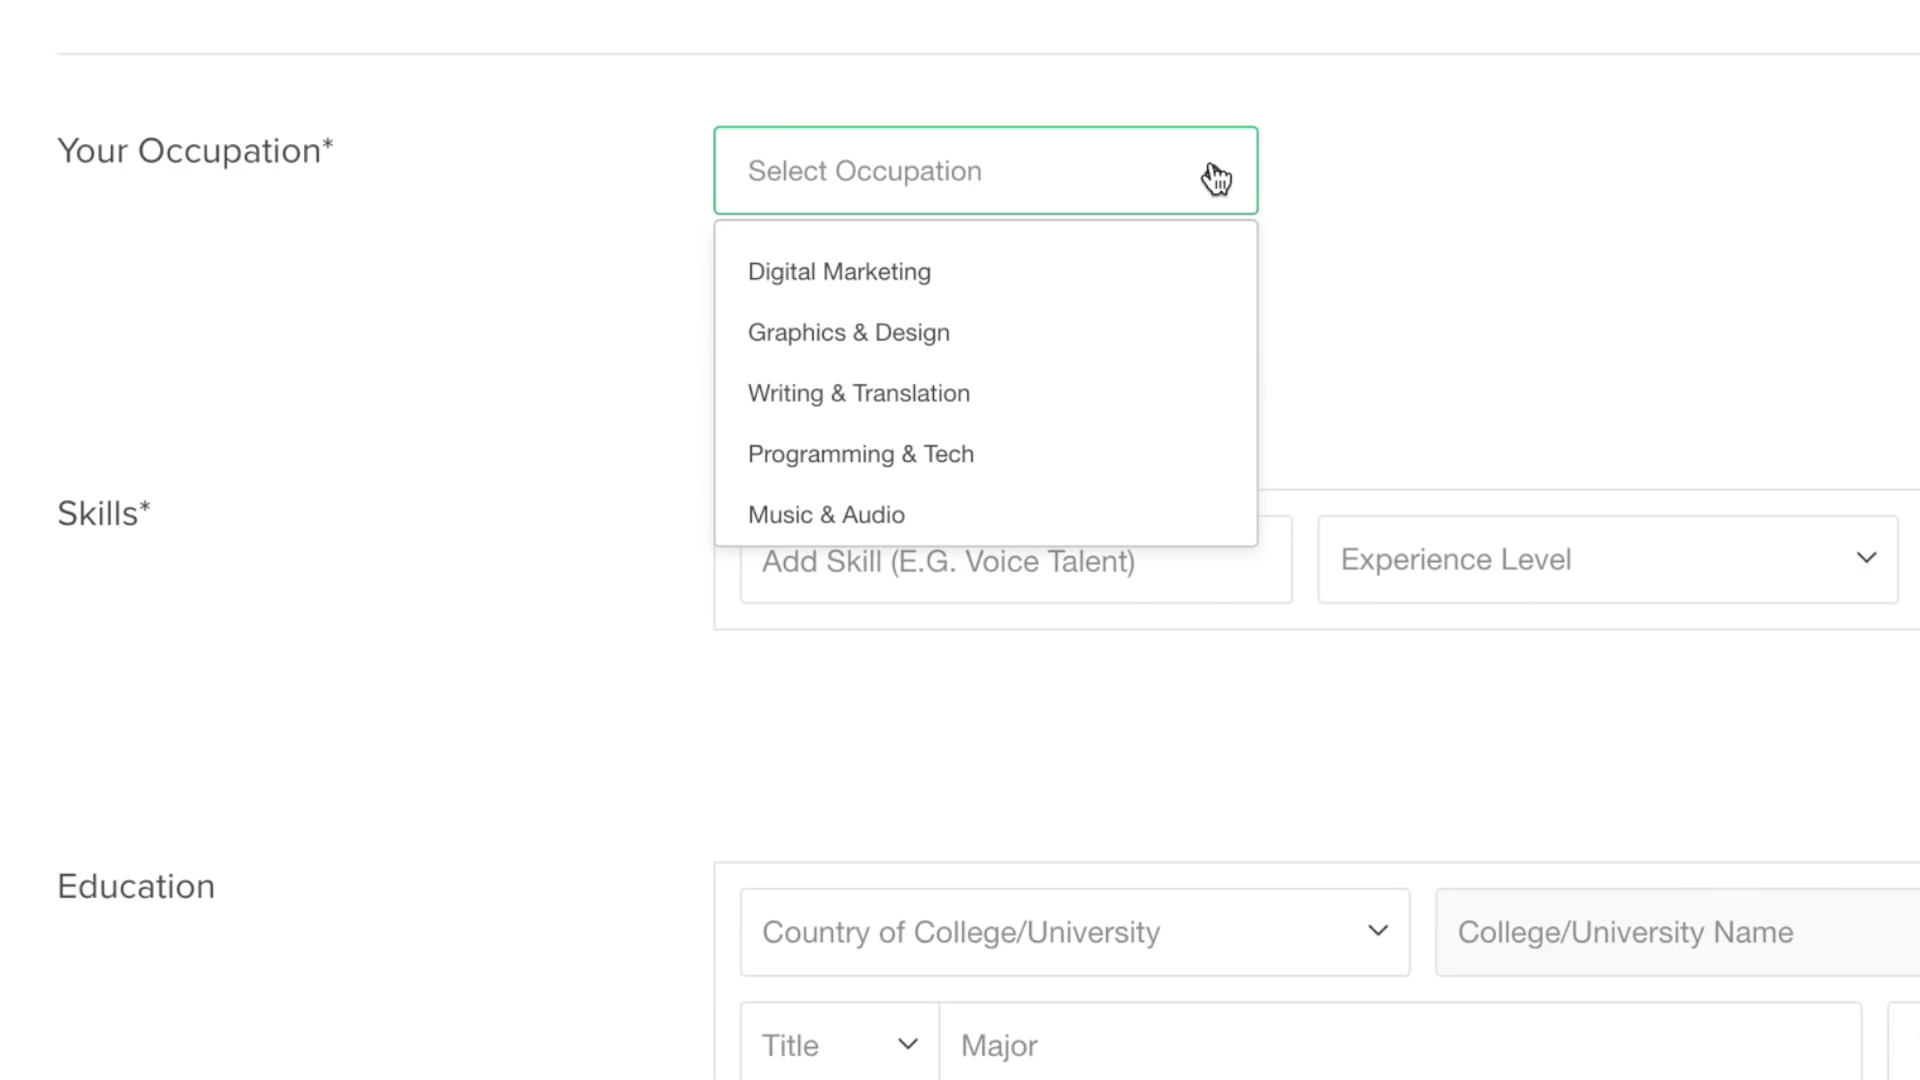 Your Occupation*
Select Occupation
Digital Marketing
Graphics & Design
Writing & Translation
Programming & Tech
Music & Audio
Skills*
Add Skill (E.G. Voice Talent)
Experience Level
Education
Country of College/University
College/University Name
Title
Major